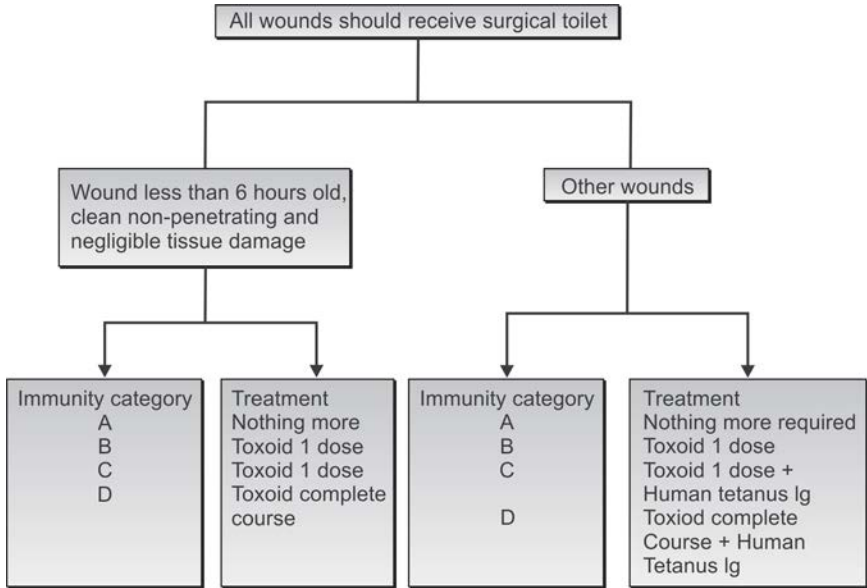 All wounds should receive surgical toilet
Wound less than 6 hours old,
clean non-penetrating and
negligible tissue damage
Other wounds
Immunity category
A
B
C
D
Treatment
Nothing more
Toxoid 1 dose
Toxoid 1 dose
Toxoid complete
course
Immunity category
A
B
C
D
Treatment
Nothing more required
Toxoid 1 dose
Toxoid 1 dose +
Human tetanus Ig
Toxiod complete
Course + Human
Tetanus Ig